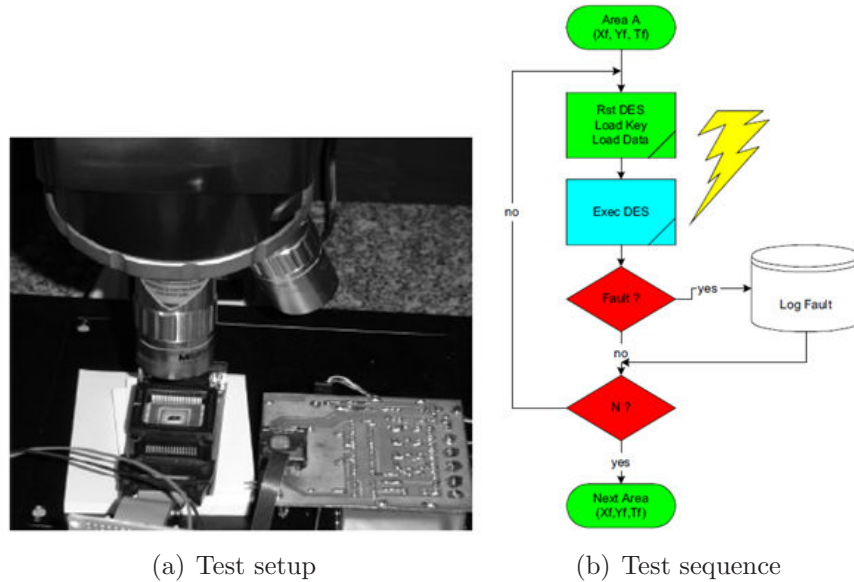 Area A
(Xf, Yf, Tf)
Rst DES
Load Key
Load Data
no
Exec DES
Fault ?
yes
Log Fault
no
N ?
yes
Next Area
(Xf,Yf,Tf)
(a) Test setup
(b) Test sequence